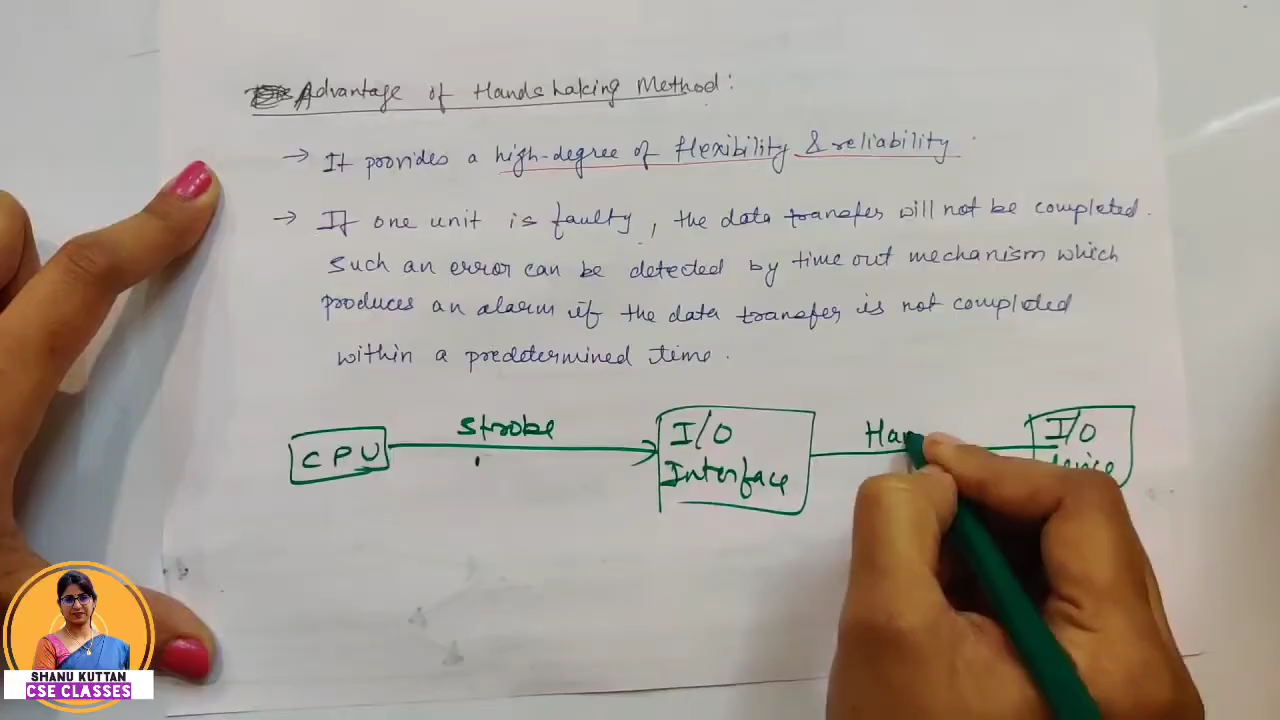 Advantage of Handshaking Method:
→ It provides a high-degree of flexibility & reliability.
→ If one unit is faulty, the data transfer will not be completed.
Such an error can be detected by time out mechanism which
produces an alarm if the data transfer is not completed
within a predetermined time.
CPU
Strobe
I/O
Interface
Han
I/O
device
SHANU KUTTAN
CSE CLASSES